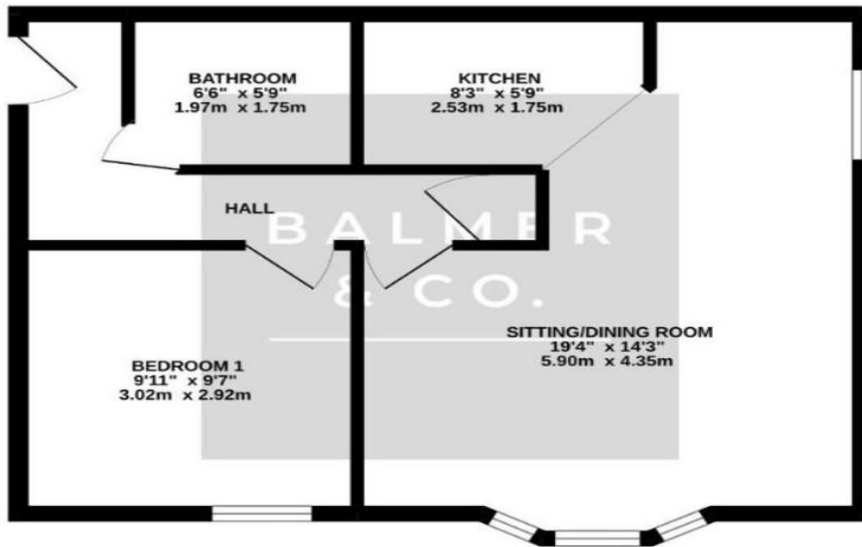 BATHROOM
6'6" x 5'9"
1.97m x 1.75m
KITCHEN
8'3" x 5'9"
2.53m x 1.75m
HALL
BALMER
& CO.
SITTING/DINING ROOM
19'4" x 14'3"
5.90m x 4.35m
BEDROOM 1
9'11" x 9'7"
3.02m x 2.92m